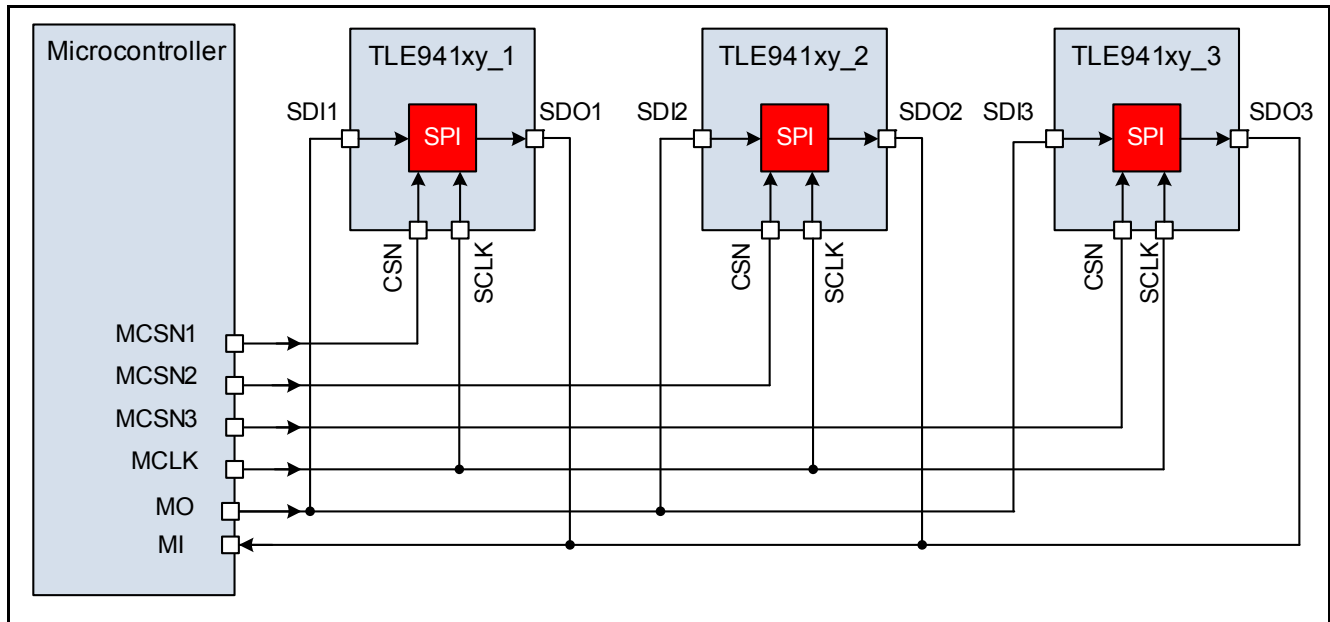 Microcontroller
TLE941xy_1
TLE941xy_2
TLE941xy_3
SDI1
SPI
SDO1
SDI2
SPI
SDO2
SDI3
SPI
SDO3
CSN
SCLK
CSN
SCLK
CSN
SCLK
MCSN1
MCSN2
MCSN3
MCLK
MO
MI